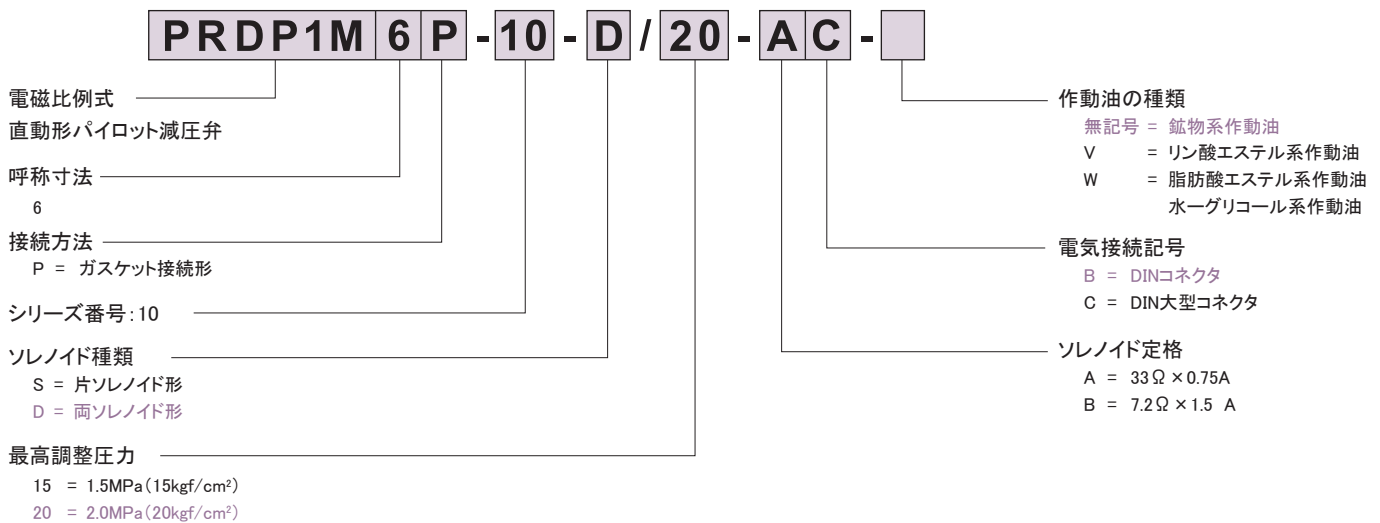 PRDP1M6P-10-D/20-AC-
電磁比例式
直動形パイロット減圧弁
呼称寸法
6
接続方法
P = ガスケット接続形
シリーズ番号:10
ソレノイド種類
S = 片ソレノイド形
D = 両ソレノイド形
最高調整圧力
15 = 1.5MPa(15kgf/cm²)
20 = 2.0MPa(20kgf/cm²)
作動油の種類
無記号 = 鉱物系作動油
V = リン酸エステル系作動油
W = 脂肪酸エステル系作動油
水ーグリコール系作動油
電気接続記号
B = DINコネクタ
C = DIN大型コネクタ
ソレノイド定格
A = 33Ω×0.75A
B = 7.2Ω×1.5 A